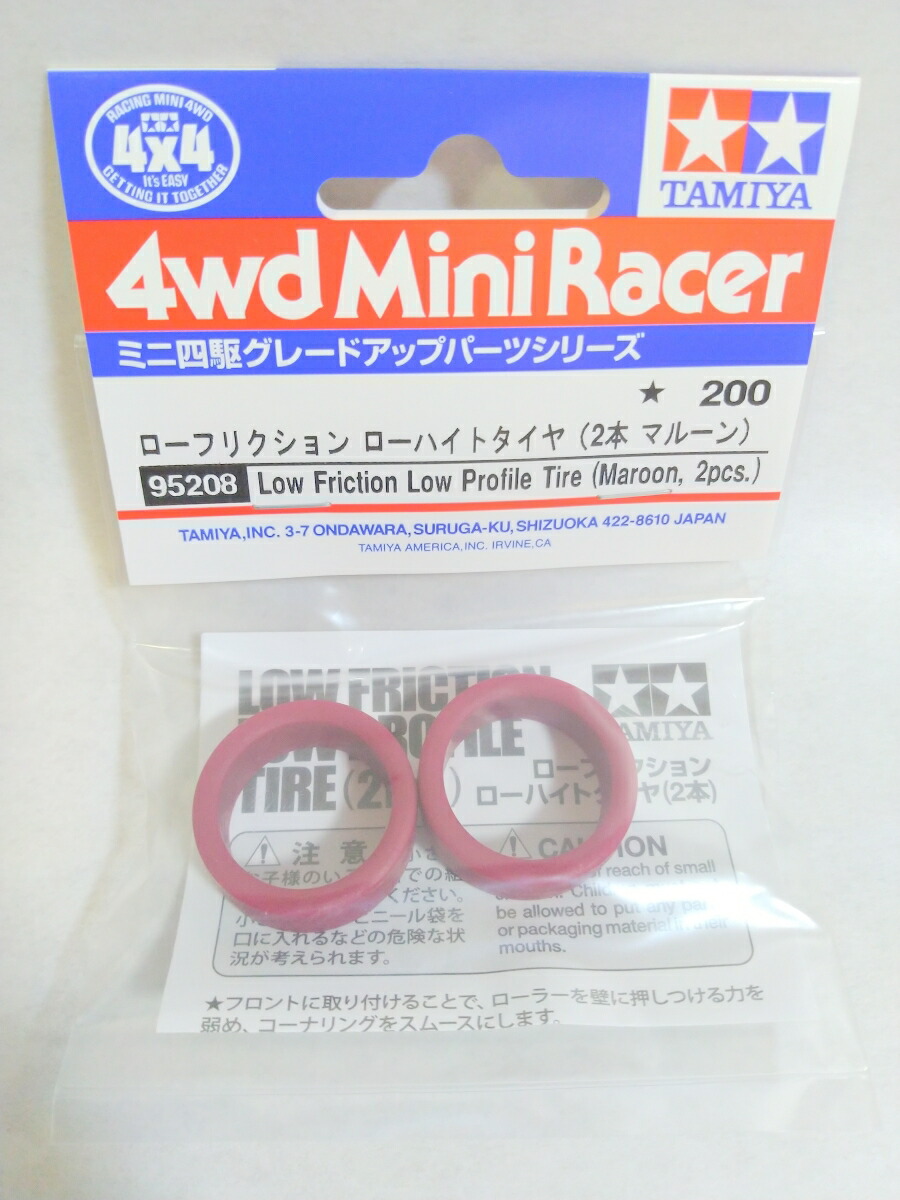 RACING MINI 4WD
4x4
It's EASY
GETTING IT TOGETHER
TAMIYA
4wd Mini Racer
ミニ四駆グレードアップパーツシリーズ
★ 200
ローフリクション ローハイトタイヤ（2本 マルーン）
95208 Low Friction Low Profile Tire (Maroon, 2pcs.)
TAMIYA,INC. 3-7 ONDAWARA, SURUGA-KU, SHIZUOKA 422-8610 JAPAN
TAMIYA AMERICA,INC. IRVINE,CA
LOW FRICTION
TIRE
TAMIYA
ローハイト
(2本)
注意
CAUTION
reach of small
be allowed to put any
or packaging material in their
mouths.
ください。
ビニール袋を
口に入れるなどの危険な状
況が考えられます。
★フロントに取り付けることで、ローラーを壁に押しつける力を
弱め、コーナリングをスムースにします。